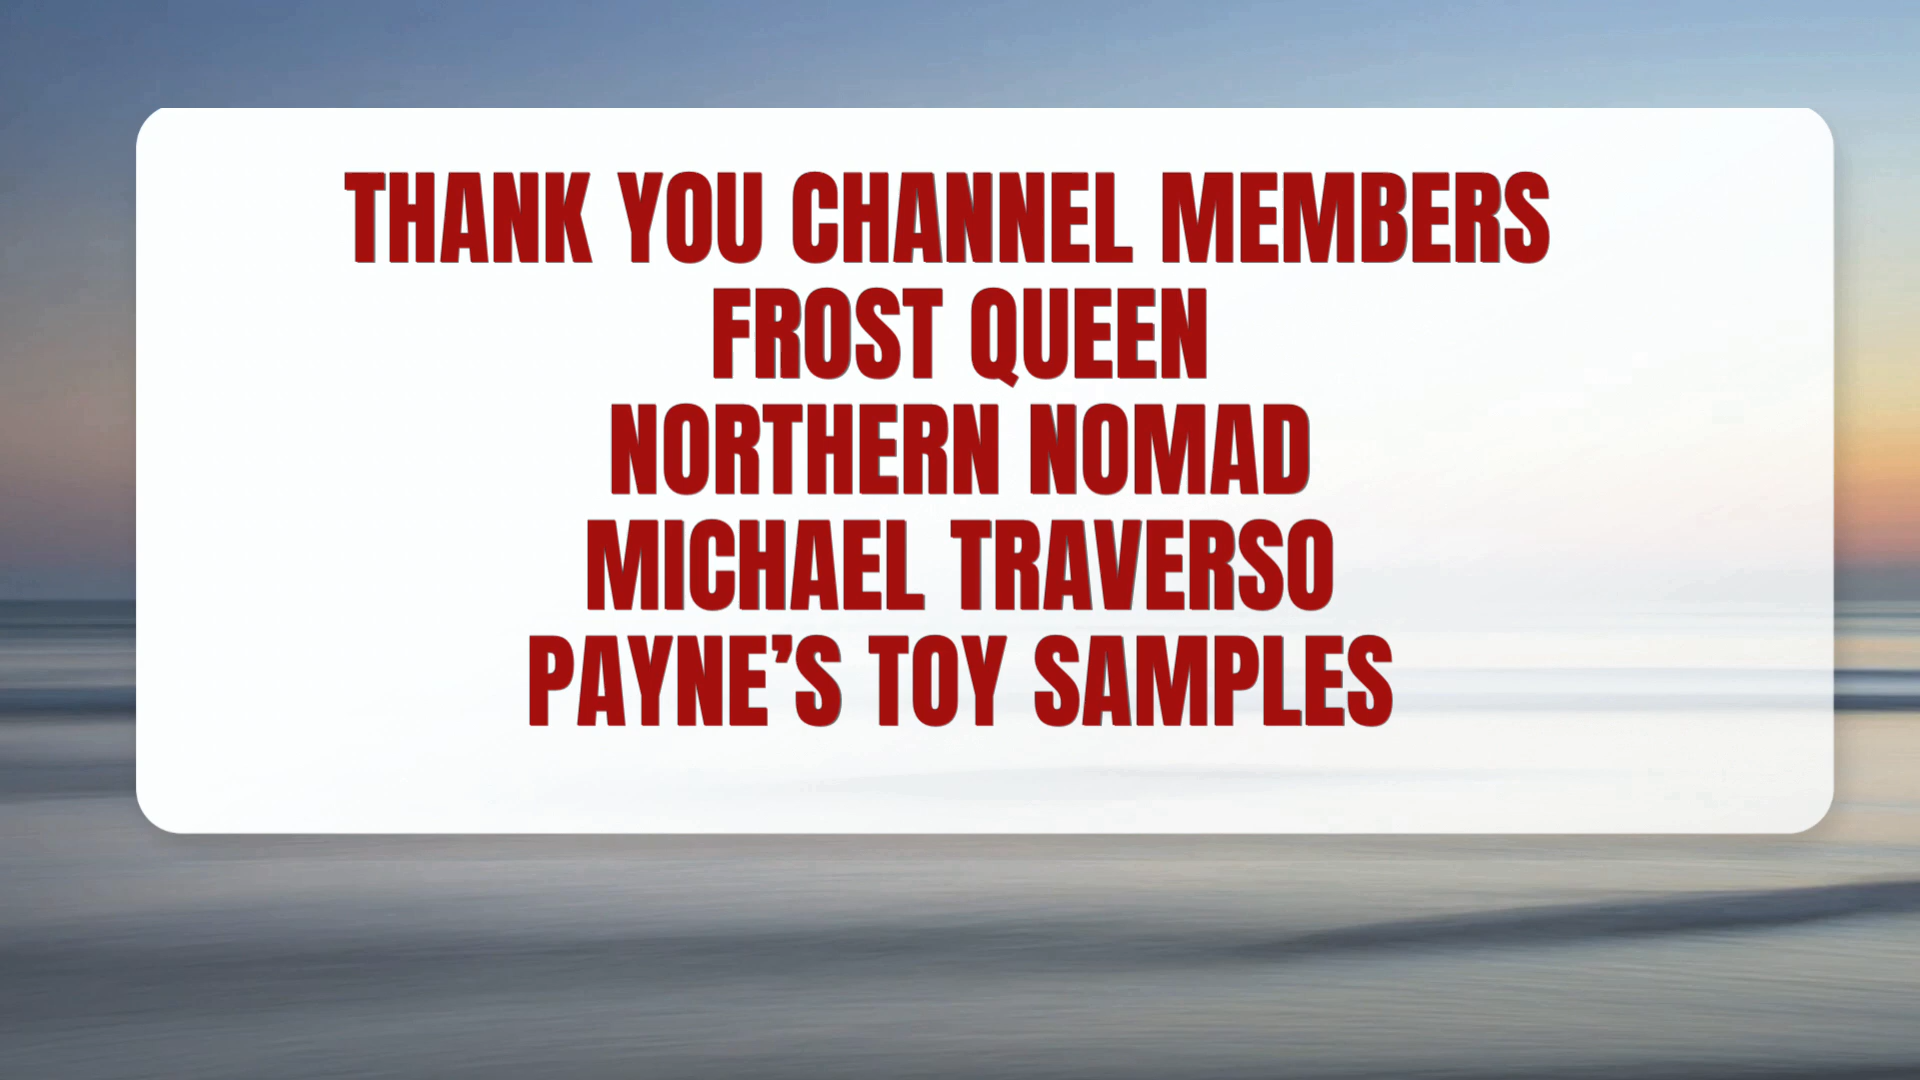 THANK YOU CHANNEL MEMBERS
FROST QUEEN
NORTHERN NOMAD
MICHAEL TRAVERSO
PAYNE’S TOY SAMPLES